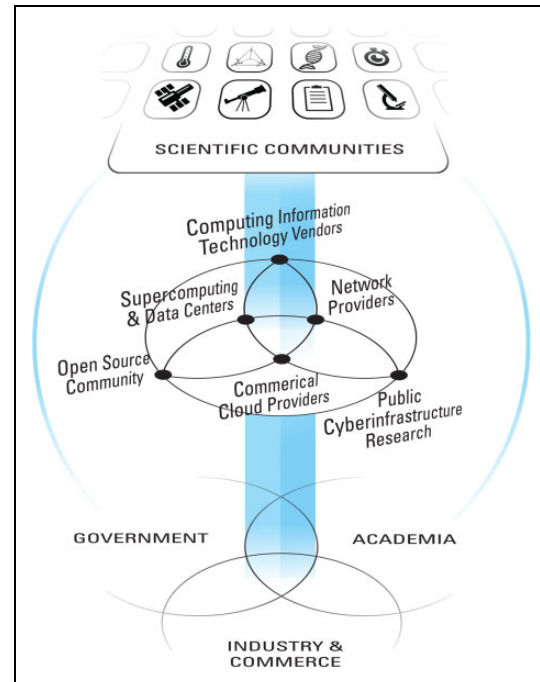 SCIENTIFIC COMMUNITIES
Computing Information
Technology Vendors
Supercomputing
& Data Centers
Network
Providers
Open Source
Community
Commerical
Cloud Providers
Public
Cyberinfrastructure
Research
GOVERNMENT
ACADEMIA
INDUSTRY &
COMMERCE